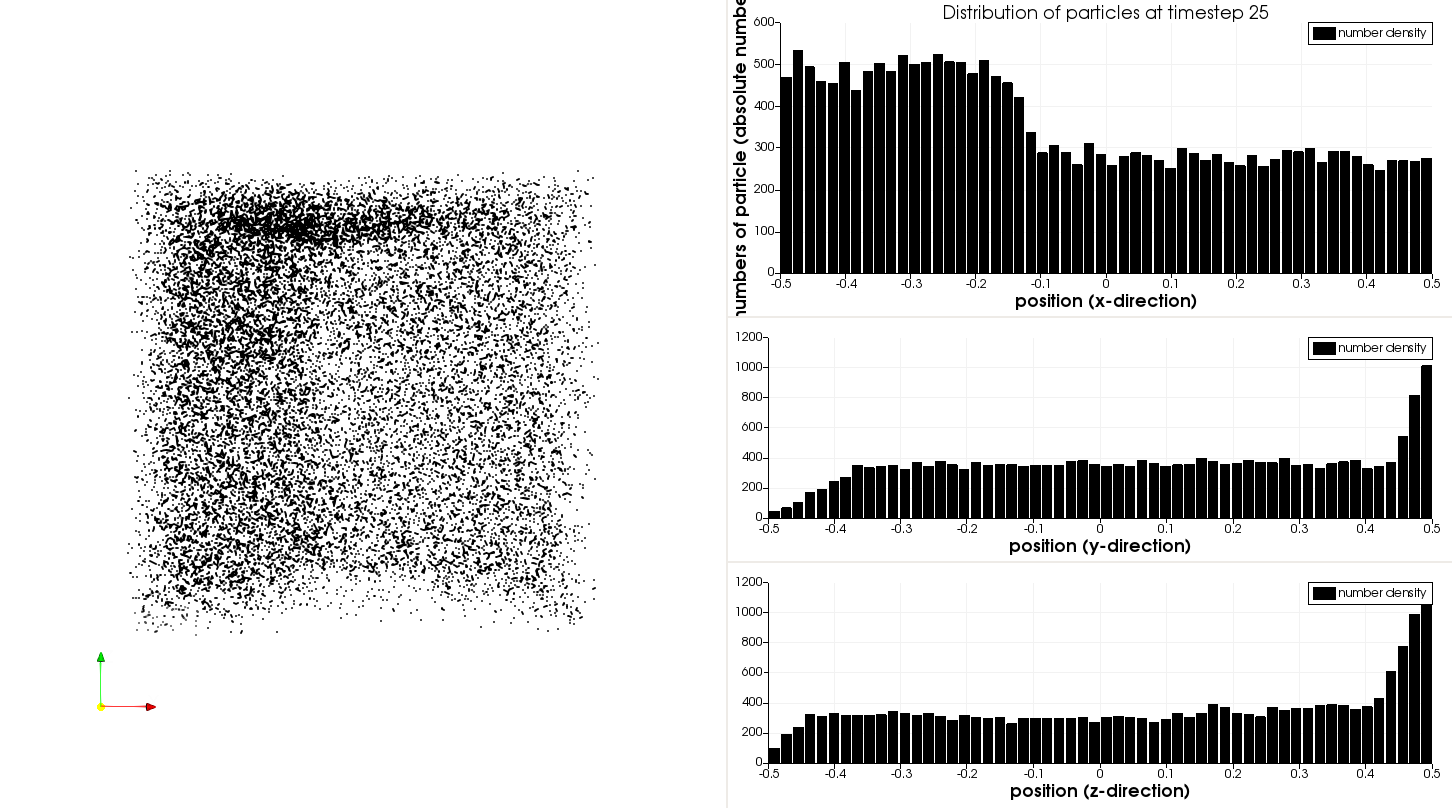 Distribution of particles at timestep 25
numbers of particle (absolute numbe
number density
600
500
400
300
200
100
0
-0.5 -0.4 -0.3 -0.2 -0.1 0 0.1 0.2 0.3 0.4 0.5
position (x-direction)
number density
1200
1000
800
600
400
200
0
-0.5 -0.4 -0.3 -0.2 -0.1 0 0.1 0.2 0.3 0.4 0.5
position (y-direction)
number density
1200
1000
800
600
400
200
0
-0.5 -0.4 -0.3 -0.2 -0.1 0 0.1 0.2 0.3 0.4 0.5
position (z-direction)